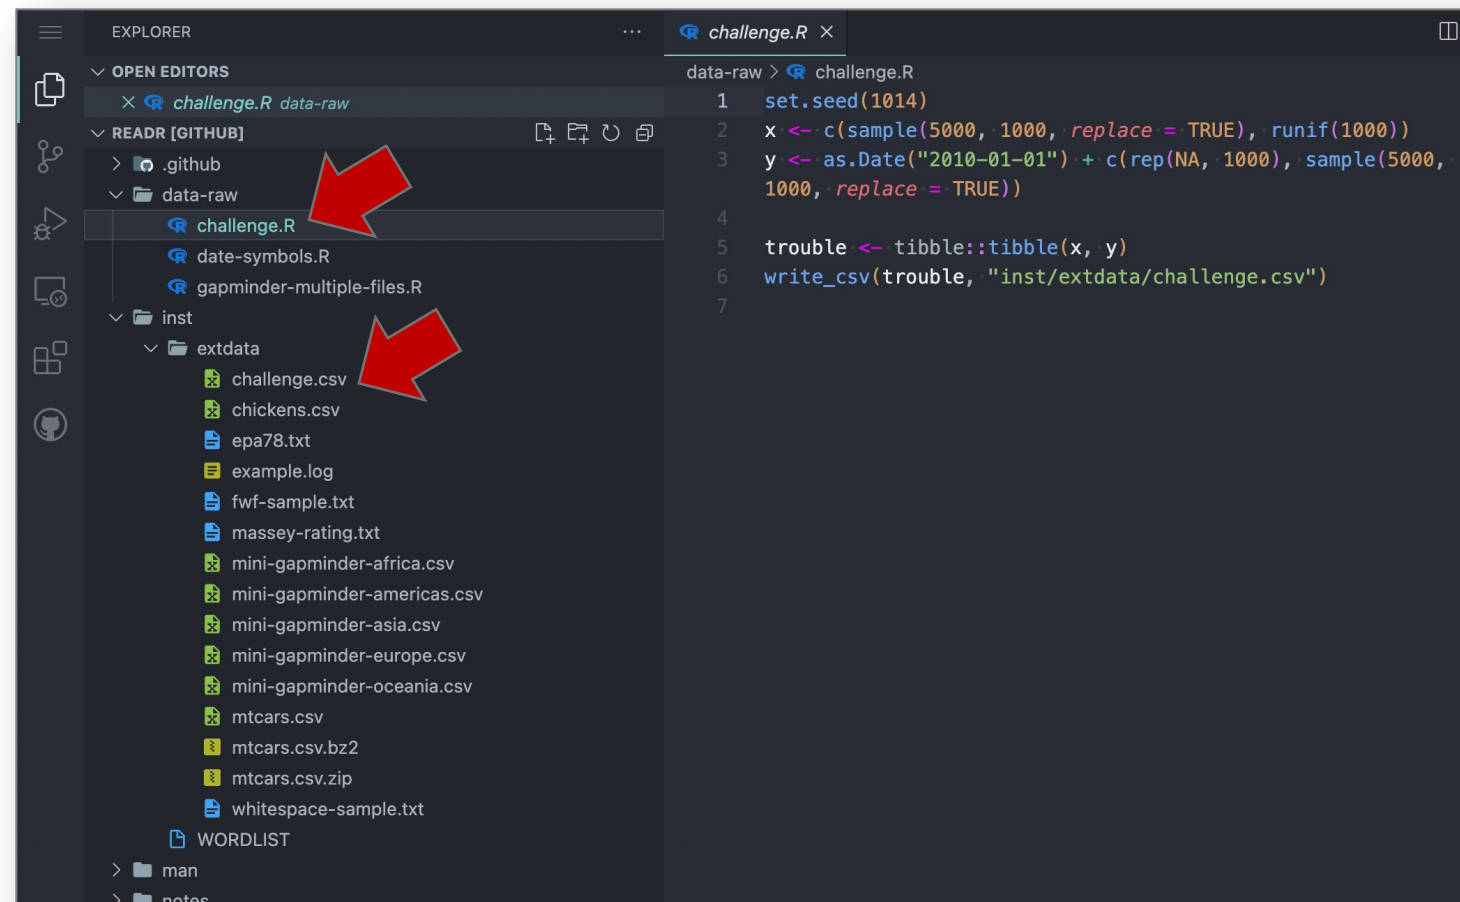 EXPLORER
OPEN EDITORS
challenge.R data-raw
READR [GITHUB]
.github
data-raw
challenge.R
date-symbols.R
gapminder-multiple-files.R
inst
extdata
challenge.csv
chickens.csv
epa78.txt
example.log
fwf-sample.txt
massey-rating.txt
mini-gapminder-africa.csv
mini-gapminder-americas.csv
mini-gapminder-asia.csv
mini-gapminder-europe.csv
mini-gapminder-oceania.csv
mtcars.csv
mtcars.csv.bz2
mtcars.csv.zip
whitespace-sample.txt
WORDLIST
man
notes
challenge.R
data-raw > challenge.R
1 set.seed(1014)
2 x <- c(sample(5000, 1000, replace = TRUE), runif(1000))
3 y <- as.Date("2010-01-01") + c(rep(NA, 1000), sample(5000,
1000, replace = TRUE))
4
5 trouble <- tibble::tibble(x, y)
6 write_csv(trouble, "inst/extdata/challenge.csv")
7